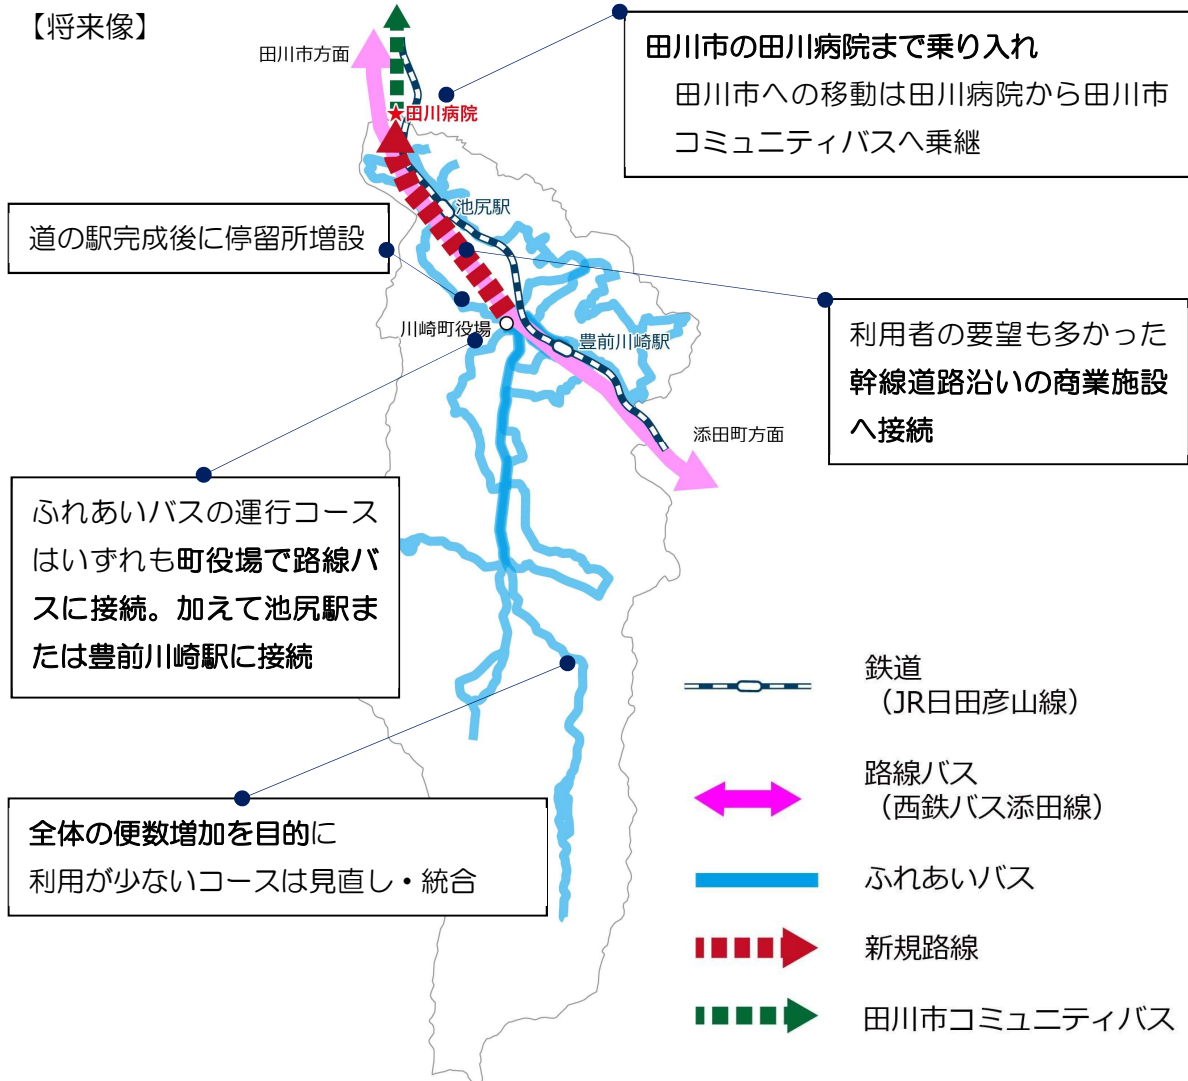 【将来像】
田川市方面
★田川病院
田川市の田川病院まで乗り入れ
田川市への移動は田川病院から田川市
コミュニティバスへ乗継
池尻駅
道の駅完成後に停留所増設
川崎町役場
豊前川崎駅
利用者の要望も多かった
幹線道路沿いの商業施設
へ接続
添田町方面
ふれあいバスの運行コース
はいずれも町役場で路線バ
スに接続。加えて池尻駅ま
たは豊前川崎駅に接続
全体の便数増加を目的に
利用が少ないコースは見直し・統合
鉄道
（JR日田彦山線）
路線バス
（西鉄バス添田線）
ふれあいバス
新規路線
田川市コミュニティバス